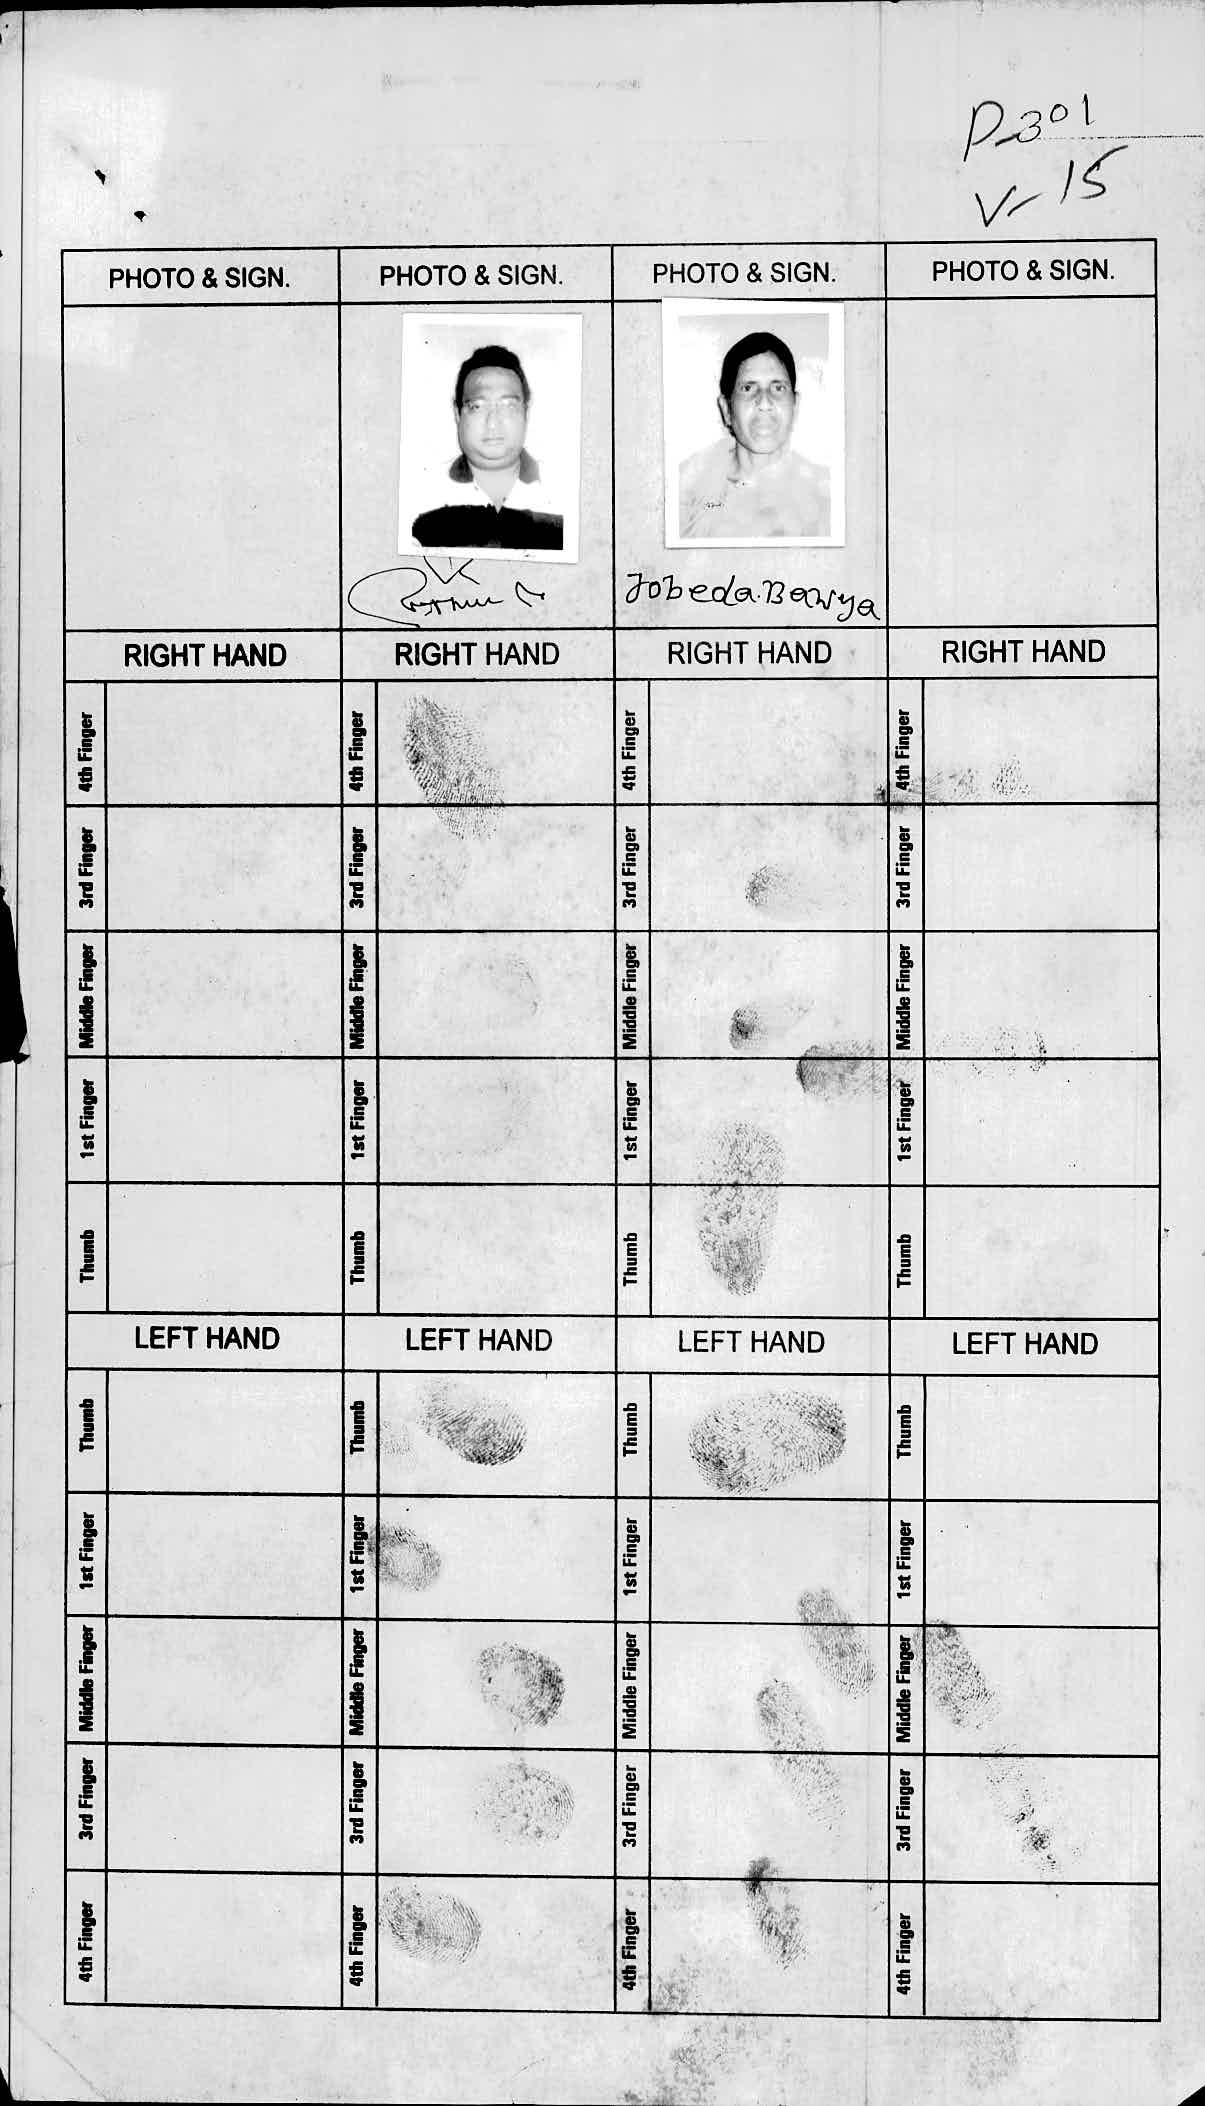 P-301
V-15
PHOTO & SIGN. PHOTO & SIGN. PHOTO & SIGN. PHOTO & SIGN.
Jobeda Bawya
RIGHT HAND RIGHT HAND RIGHT HAND RIGHT HAND
4th Finger 4th Finger 4th Finger 4th Finger
3rd Finger 3rd Finger 3rd Finger 3rd Finger
Middle Finger Middle Finger Middle Finger Middle Finger
1st Finger 1st Finger 1st Finger 1st Finger
Thumb Thumb Thumb Thumb
LEFT HAND LEFT HAND LEFT HAND LEFT HAND
Thumb Thumb Thumb Thumb
1st Finger 1st Finger 1st Finger 1st Finger
Middle Finger Middle Finger Middle Finger Middle Finger
3rd Finger 3rd Finger 3rd Finger 3rd Finger
4th Finger 4th Finger 4th Finger 4th Finger